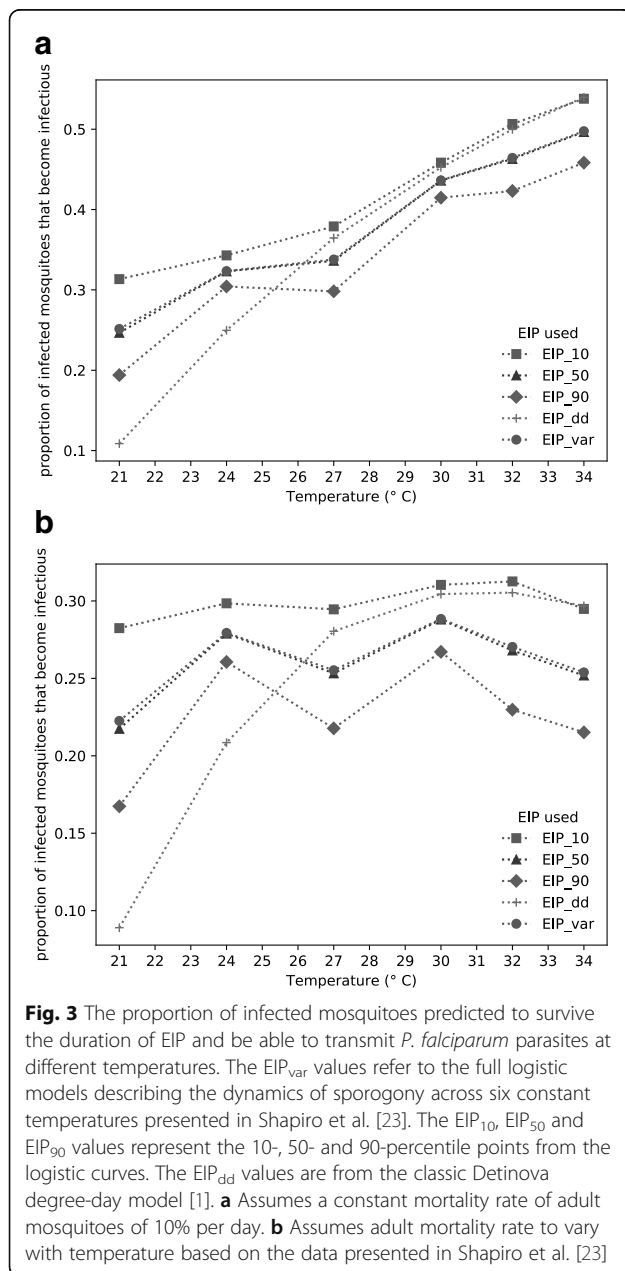 a
proportion of infected mosquitoes that become infectious
0.5
0.4
0.3
0.2
0.1
EIP used
EIP_10
EIP_50
EIP_90
EIP_dd
EIP_var
21 22 23 24 25 26 27 28 29 30 31 32 33 34
Temperature (° C)
b
proportion of infected mosquitoes that become infectious
0.30
0.25
0.20
0.15
0.10
EIP used
EIP_10
EIP_50
EIP_90
EIP_dd
EIP_var
21 22 23 24 25 26 27 28 29 30 31 32 33 34
Temperature (° C)
Fig. 3 The proportion of infected mosquitoes predicted to survive
the duration of EIP and be able to transmit P. falciparum parasites at
different temperatures. The EIPvar values refer to the full logistic
models describing the dynamics of sporogony across six constant
temperatures presented in Shapiro et al. [23]. The EIP10, EIP50 and
EIP90 values represent the 10-, 50- and 90-percentile points from the
logistic curves. The EIPdd values are from the classic Detinova
degree-day model [1]. a Assumes a constant mortality rate of adult
mosquitoes of 10% per day. b Assumes adult mortality rate to vary
with temperature based on the data presented in Shapiro et al. [23]